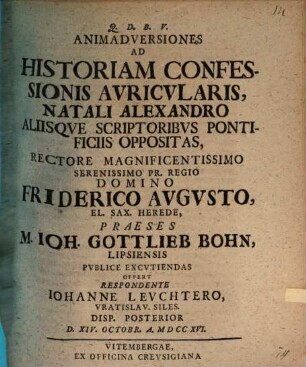 Q. D. B. V.
ANIMADVERSIONES
AD
HISTORIAM CONFES-
SIONIS AVRICVLARIS,
NATALI ALEXANDRO
ALIISQVE SCRIPTORIBVS PONTI-
FICIIS OPPOSITAS,
RECTORE MAGNIFICENTISSIMO
SERENISSIMO PR. REGIO
DOMINO
FRIDERICO AVGVSTO,
EL. SAX. HEREDE,
PRAESES
M. IOH. GOTTLIEB BOHN,
LIPSIENSIS
PVBLICE EXCVTIENDAS
OFFERT
RESPONDENTE
IOHANNE LEVCHTERO,
VRATISLAV. SILES.
DISP. POSTERIOR
D. XIV. OCTOBR. A. MDCCXVI.
VITEMBERGAE,
EX OFFICINA CREVSIGIANA